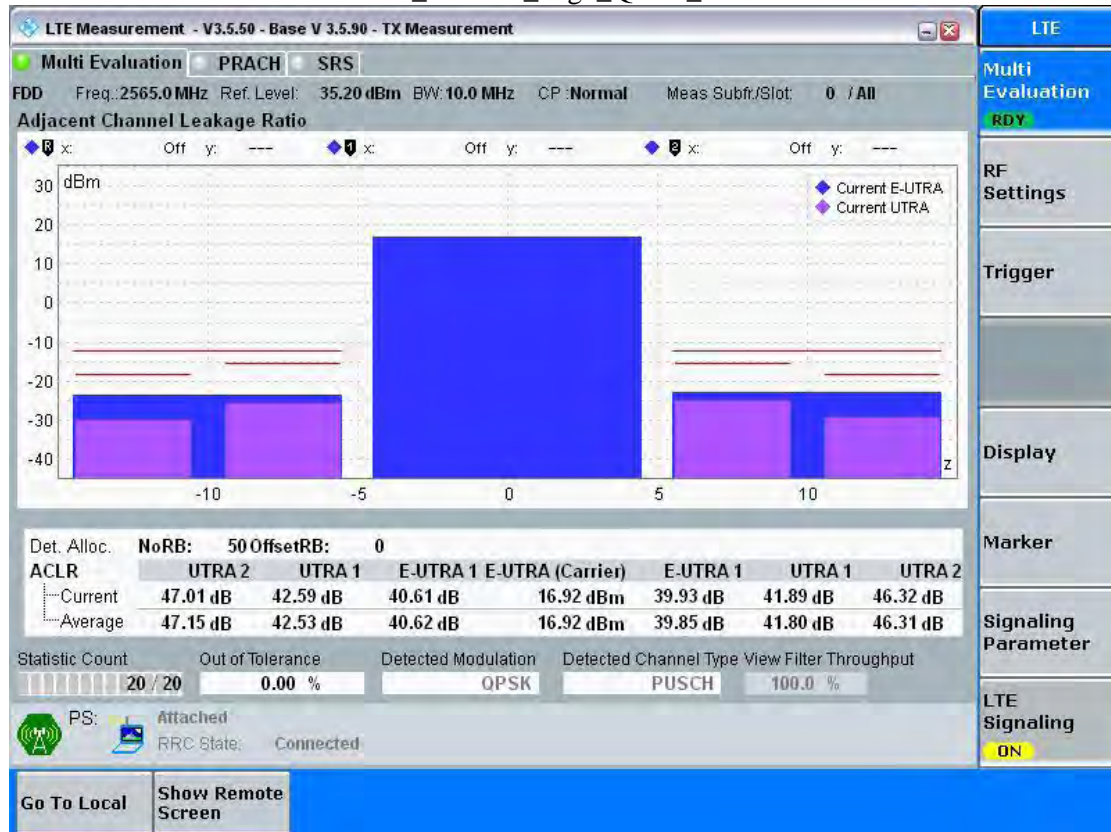 LTE Measurement - V3.5.50 - Base V 3.5.90 - TX Measurement
LTE
Multi Evaluation PRACH SRS
Multi Evaluation
RDY
FDD Freq.:2565.0 MHz Ref. Level: 35.20 dBm BW:10.0 MHz CP :Normal Meas Subfr./Slot: 0 / All
Adjacent Channel Leakage Ratio
R x: Off y: --- 1 x: Off y: --- 2 x: Off y: ---
30 dBm
Current E-UTRA
Current UTRA
20
10
0
-10
-20
-30
-40
z
-10 -5 0 5 10
RF Settings
Trigger
Display
Marker
Signaling Parameter
LTE Signaling
ON
Det. Alloc. NoRB: 50 OffsetRB: 0
ACLR UTRA 2 UTRA 1 E-UTRA 1 E-UTRA (Carrier) E-UTRA 1 UTRA 1 UTRA 2
Current 47.01 dB 42.59 dB 40.61 dB 16.92 dBm 39.93 dB 41.89 dB 46.32 dB
Average 47.15 dB 42.53 dB 40.62 dB 16.92 dBm 39.85 dB 41.80 dB 46.31 dB
Statistic Count Out of Tolerance Detected Modulation Detected Channel Type View Filter Throughput
20 / 20 0.00 % QPSK PUSCH 100.0 %
PS: Attached
RRC State: Connected
Go To Local
Show Remote Screen